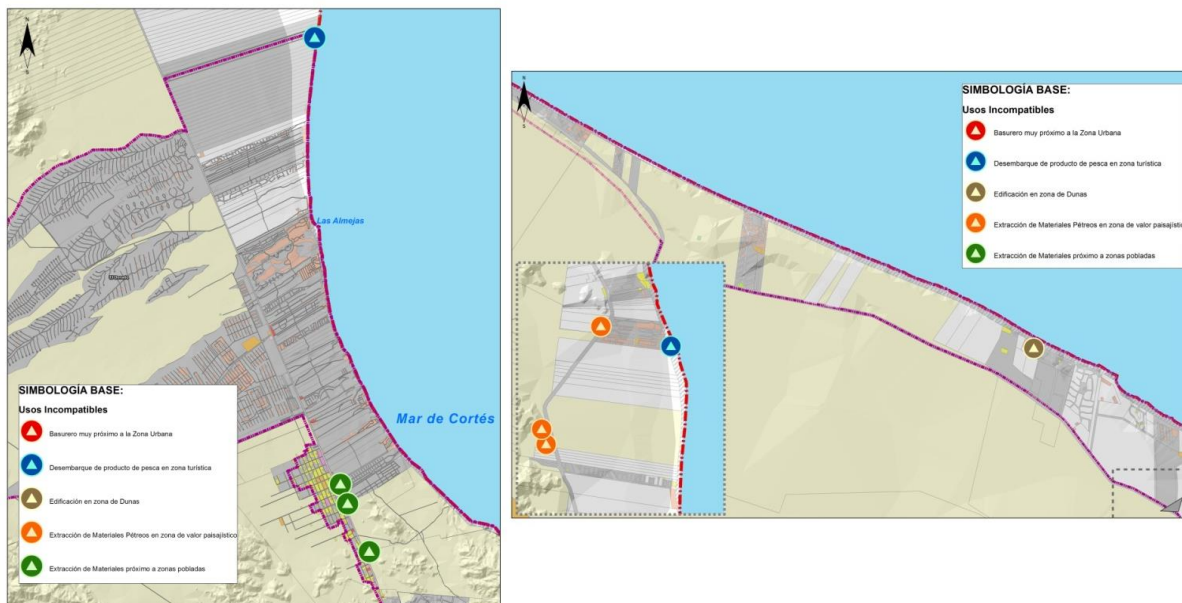 N
S
Las Almejas
Mar de Cortés
SIMBOLOGÍA BASE:
Usos Incompatibles
Basurero muy próximo a la Zona Urbana
Desembarque de producto de pesca en zona turística
Edificación en zona de Dunas
Extracción de Materiales Pétreos en zona de valor paisajístico
Extracción de Materiales próximo a zonas pobladas
N
S
SIMBOLOGÍA BASE:
Usos Incompatibles
Basurero muy próximo a la Zona Urbana
Desembarque de producto de pesca en zona turística
Edificación en zona de Dunas
Extracción de Materiales Pétreos en zona de valor paisajístic
Extracción de Materiales próximo a zonas pobladas